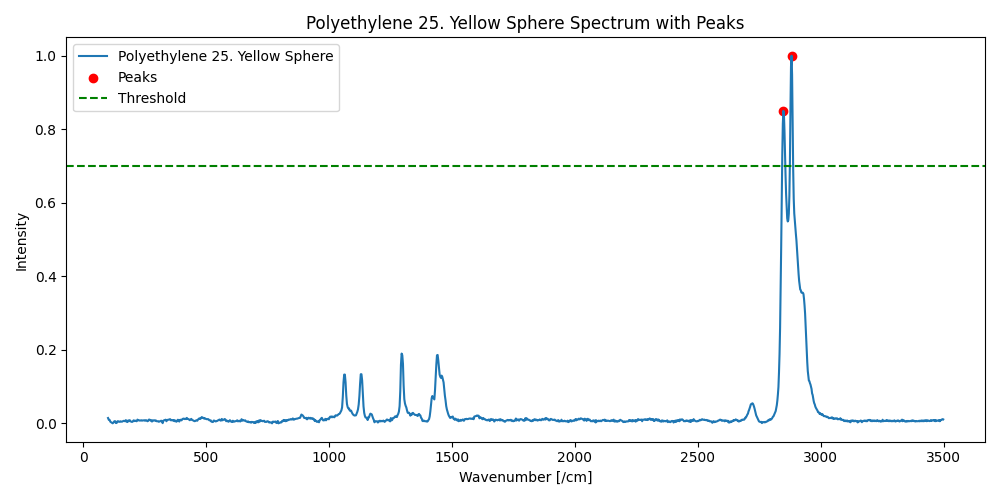 Polyethylene 25. Yellow Sphere Spectrum with Peaks
Polyethylene 25. Yellow Sphere
Peaks
Threshold
1.0
0.8
0.6
0.4
0.2
0.0
Intensity
0 500 1000 1500 2000 2500 3000 3500
Wavenumber [/cm]